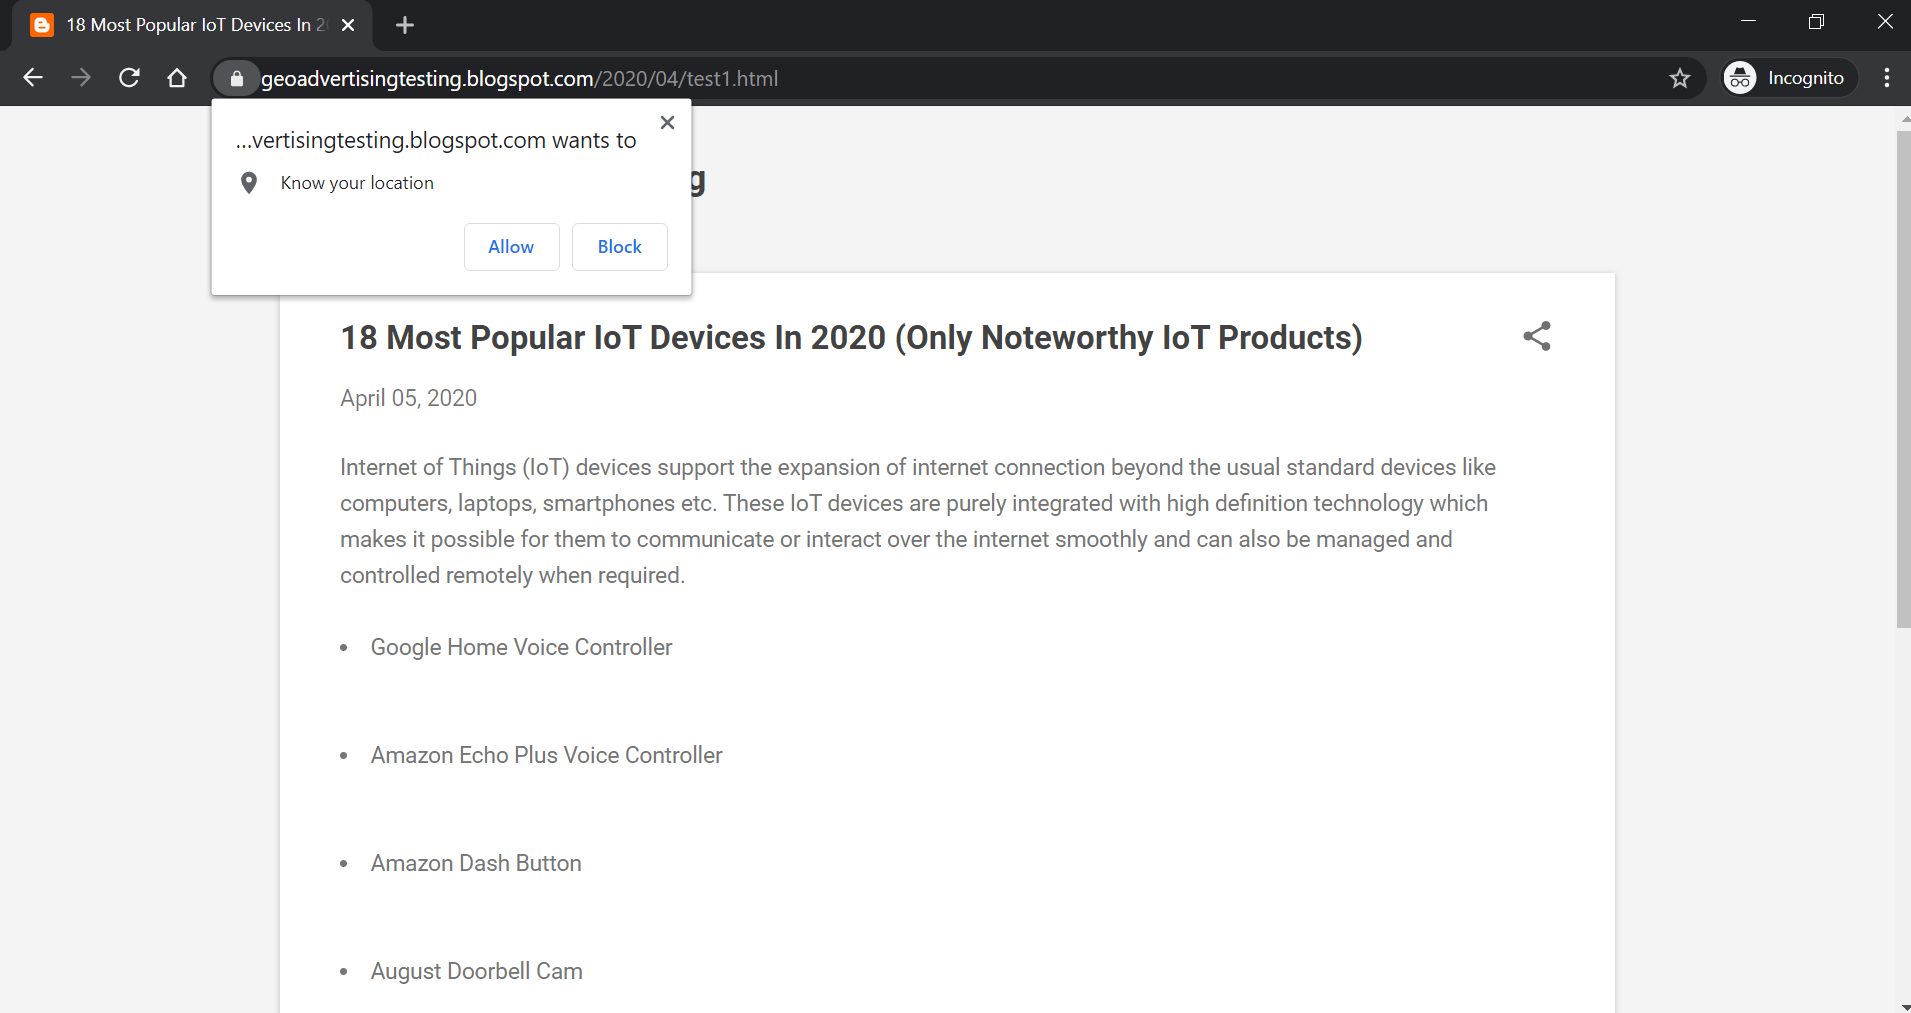 18 Most Popular IoT Devices In 2
geoadvertisingtesting.blogspot.com/2020/04/test1.html
Incognito
...vertisingtesting.blogspot.com wants to
Know your location
g
Allow
Block
18 Most Popular IoT Devices In 2020 (Only Noteworthy IoT Products)
April 05, 2020
Internet of Things (IoT) devices support the expansion of internet connection beyond the usual standard devices like
computers, laptops, smartphones etc. These IoT devices are purely integrated with high definition technology which
makes it possible for them to communicate or interact over the internet smoothly and can also be managed and
controlled remotely when required.
• Google Home Voice Controller
• Amazon Echo Plus Voice Controller
• Amazon Dash Button
• August Doorbell Cam